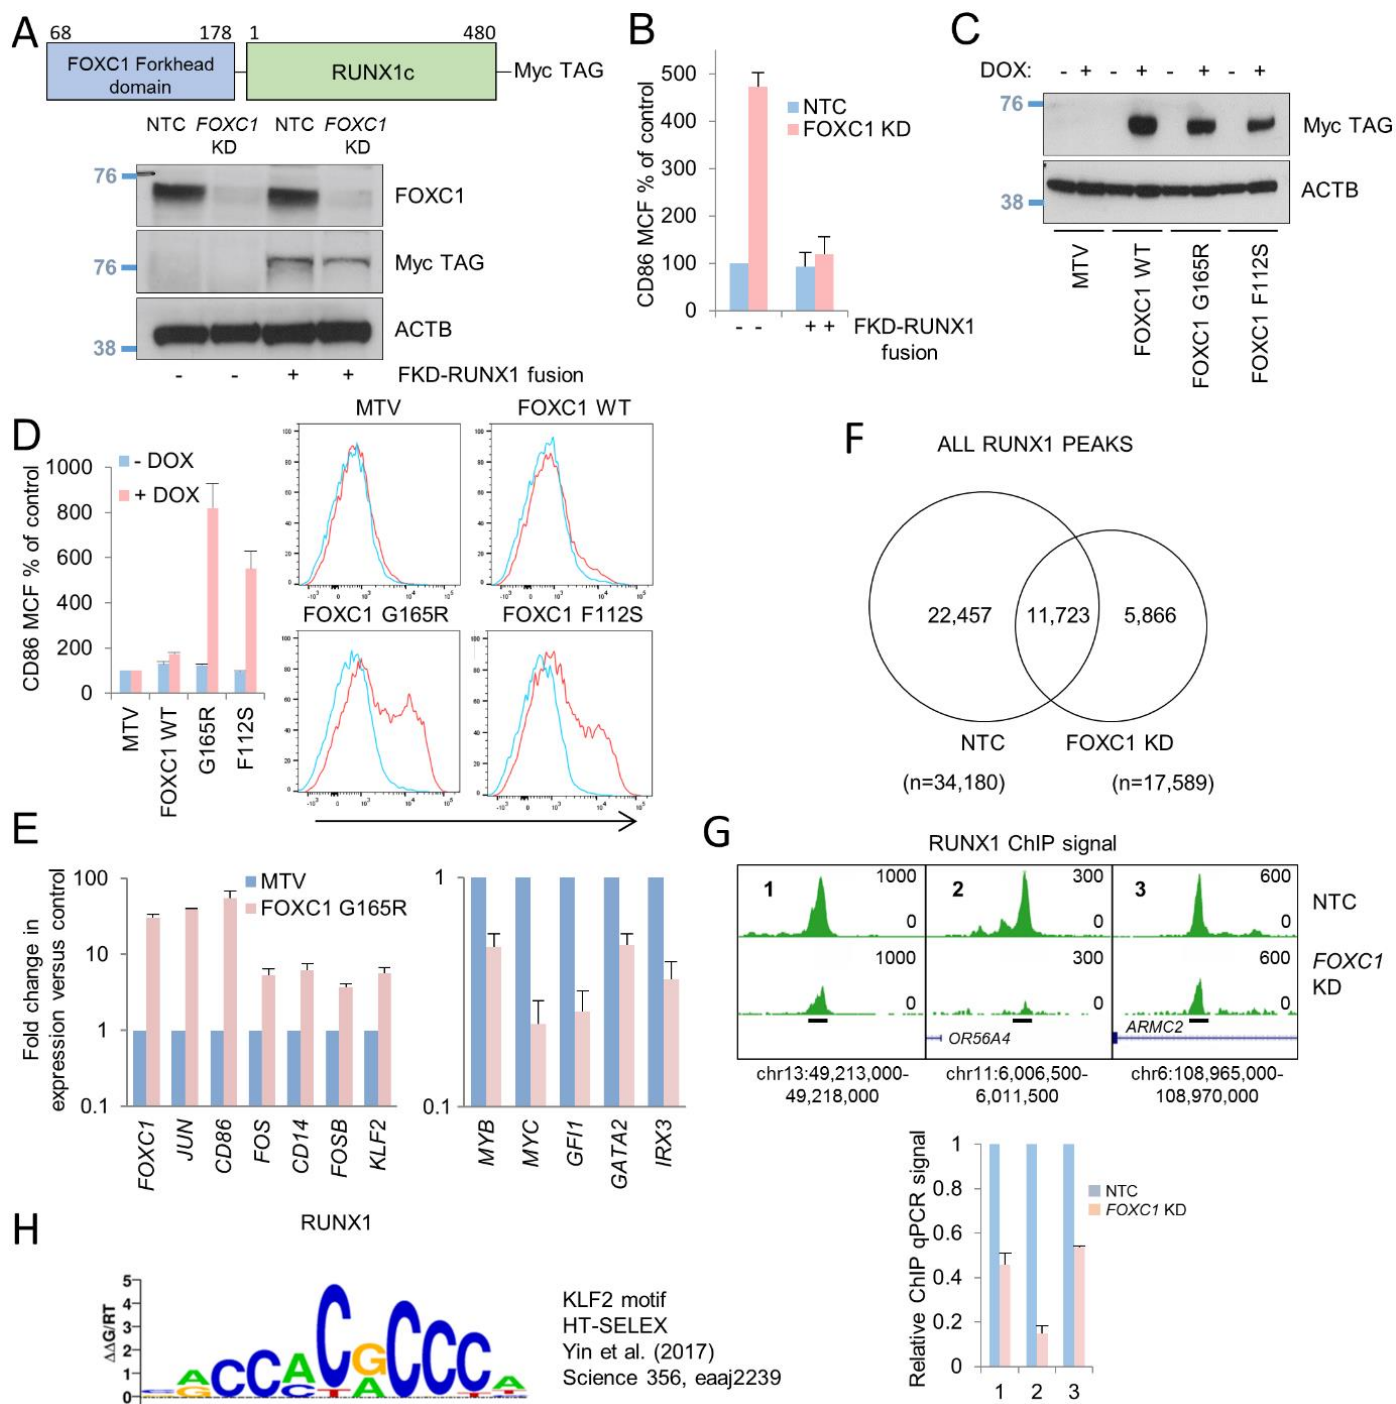 A
68 178 1 480
FOXC1 Forkhead
domain
RUNX1c
Myc TAG
NTC FOXC1 NTC FOXC1
KD KD
76
FOXC1
76
Myc TAG
38
ACTB
- - + + FKD-RUNX1 fusion
B
CD86 MCF % of control
500
400
300
200
100
0
NTC
FOXC1 KD
- - + + FKD-RUNX1
fusion
C
DOX: - + - + - + - +
76
Myc TAG
38
ACTB
MTV
FOXC1 WT
FOXC1 G165R
FOXC1 F112S
D
CD86 MCF % of control
1000
800
600
400
200
0
- DOX
+ DOX
MTV
FOXC1 WT
G165R
F112S
MTV
FOXC1 WT
FOXC1 G165R
FOXC1 F112S
E
Fold change in
expression versus control
100
10
1
0.1
MTV
FOXC1 G165R
FOXC1
JUN
CD86
FOS
CD14
FOSB
KLF2
1
0.1
MYB
MYC
GFI1
GATA2
IRX3
F
ALL RUNX1 PEAKS
22,457 11,723 5,866
NTC FOXC1 KD
(n=34,180) (n=17,589)
G
RUNX1 ChIP signal
1 1000 2 300 3 600
0 0 0
NTC
1000 300 600
0 0 0
FOXC1
KD
OR56A4
ARMC2
chr13:49,213,000-
49,218,000
chr11:6,006,500-
6,011,500
chr6:108,965,000-
108,970,000
Relative ChIP qPCR signal
1
0.8
0.6
0.4
0.2
0
NTC
FOXC1 KD
1 2 3
H
RUNX1
ΔΔG/RT
5
4
3
2
1
0
KLF2 motif
HT-SELEX
Yin et al. (2017)
Science 356, eaaj2239